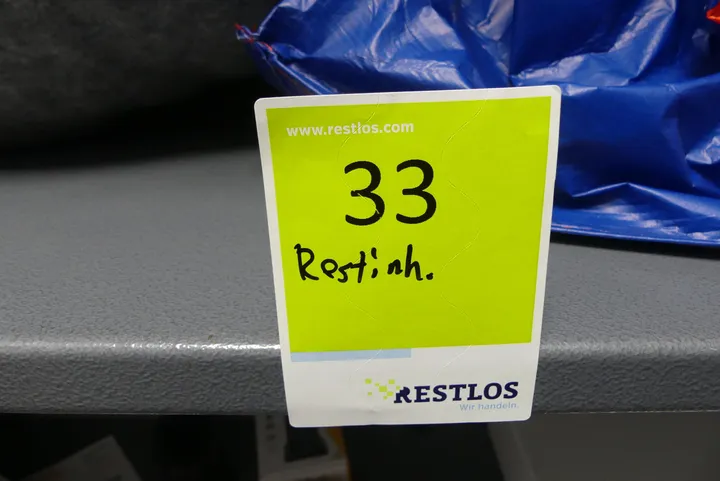 www.restlos.com
33
Restinh.
RESTLOS
Wir handeln.